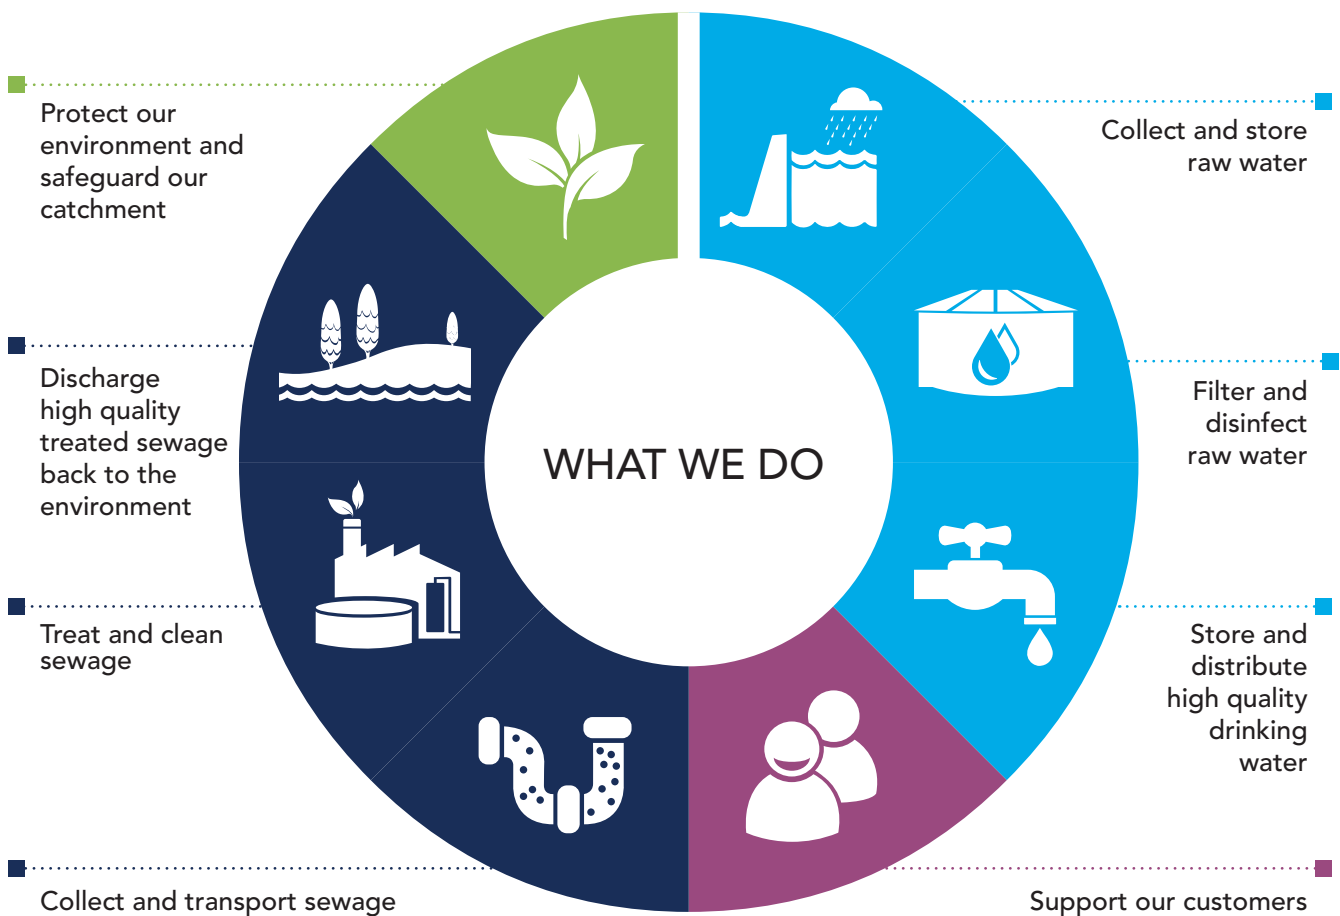 WHAT WE DO
Collect and store
raw water
Filter and
disinfect
raw water
Store and
distribute
high quality
drinking
water
Support our customers
Collect and transport sewage
Treat and clean
sewage
Discharge
high quality
treated sewage
back to the
environment
Protect our
environment and
safeguard our
catchment